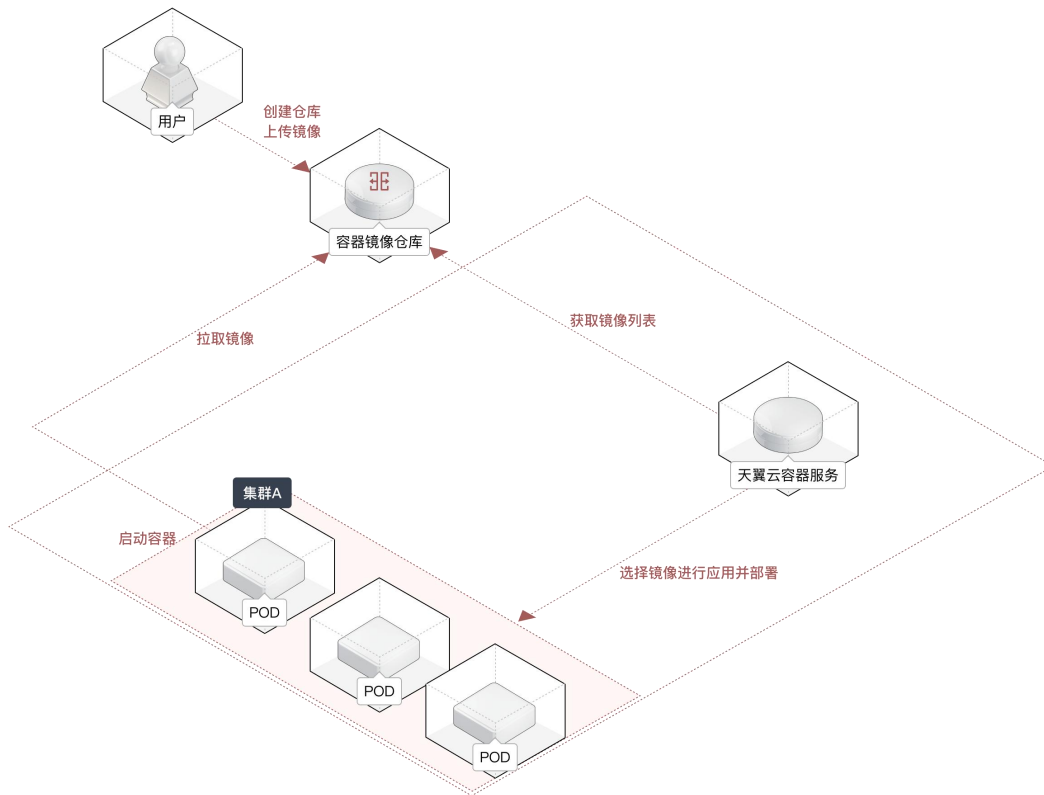 用户
创建仓库
上传镜像
容器镜像仓库
获取镜像列表
拉取镜像
天翼云容器服务
集群A
启动容器
选择镜像进行应用并部署
POD
POD
POD